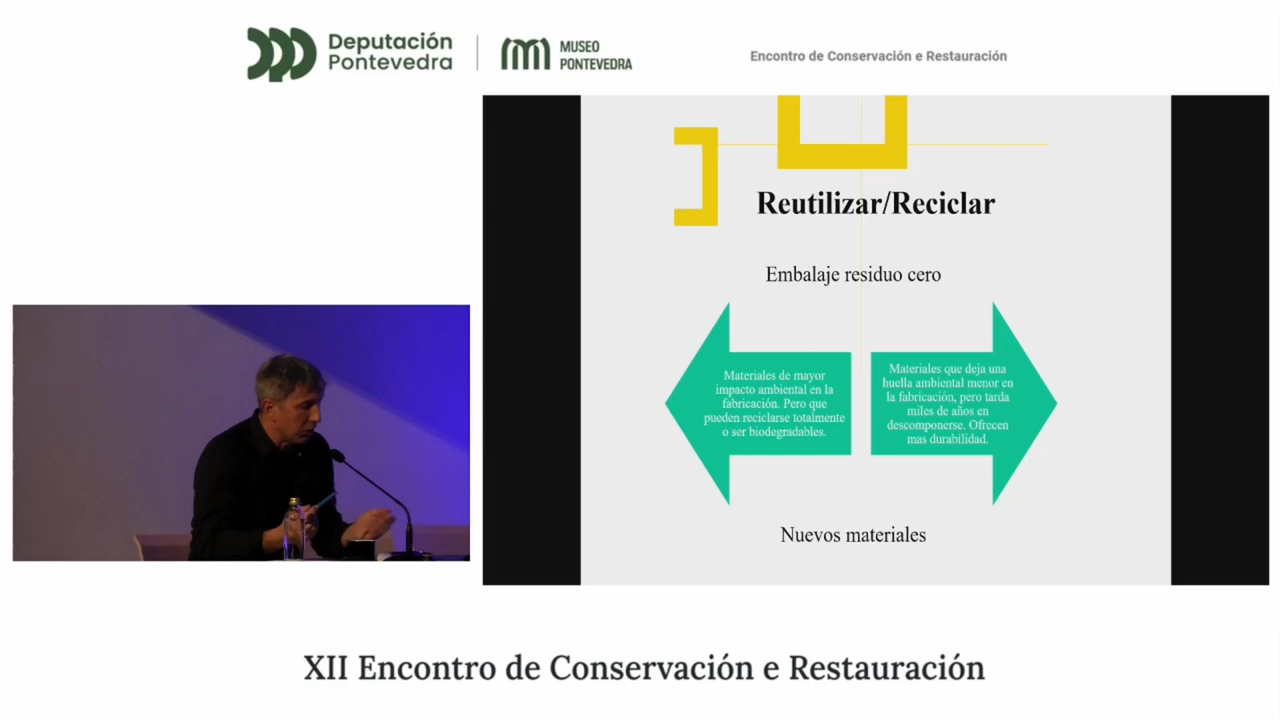 Deputación
Pontevedra
MUSEO
PONTEVEDRA
Encontro de Conservación e Restauración
Reutilizar/Reciclar
Embalaje residuo cero
Materiales de mayor
impacto ambiental en la
fabricación. Pero que
pueden reciclarse totalmente
o ser biodegradables.
Materiales que deja una
huella ambiental menor en
la fabricación, pero tarda
miles de años en
descomponerse. Ofrecen
mas durabilidad.
Nuevos materiales
XII Encontro de Conservación e Restauración